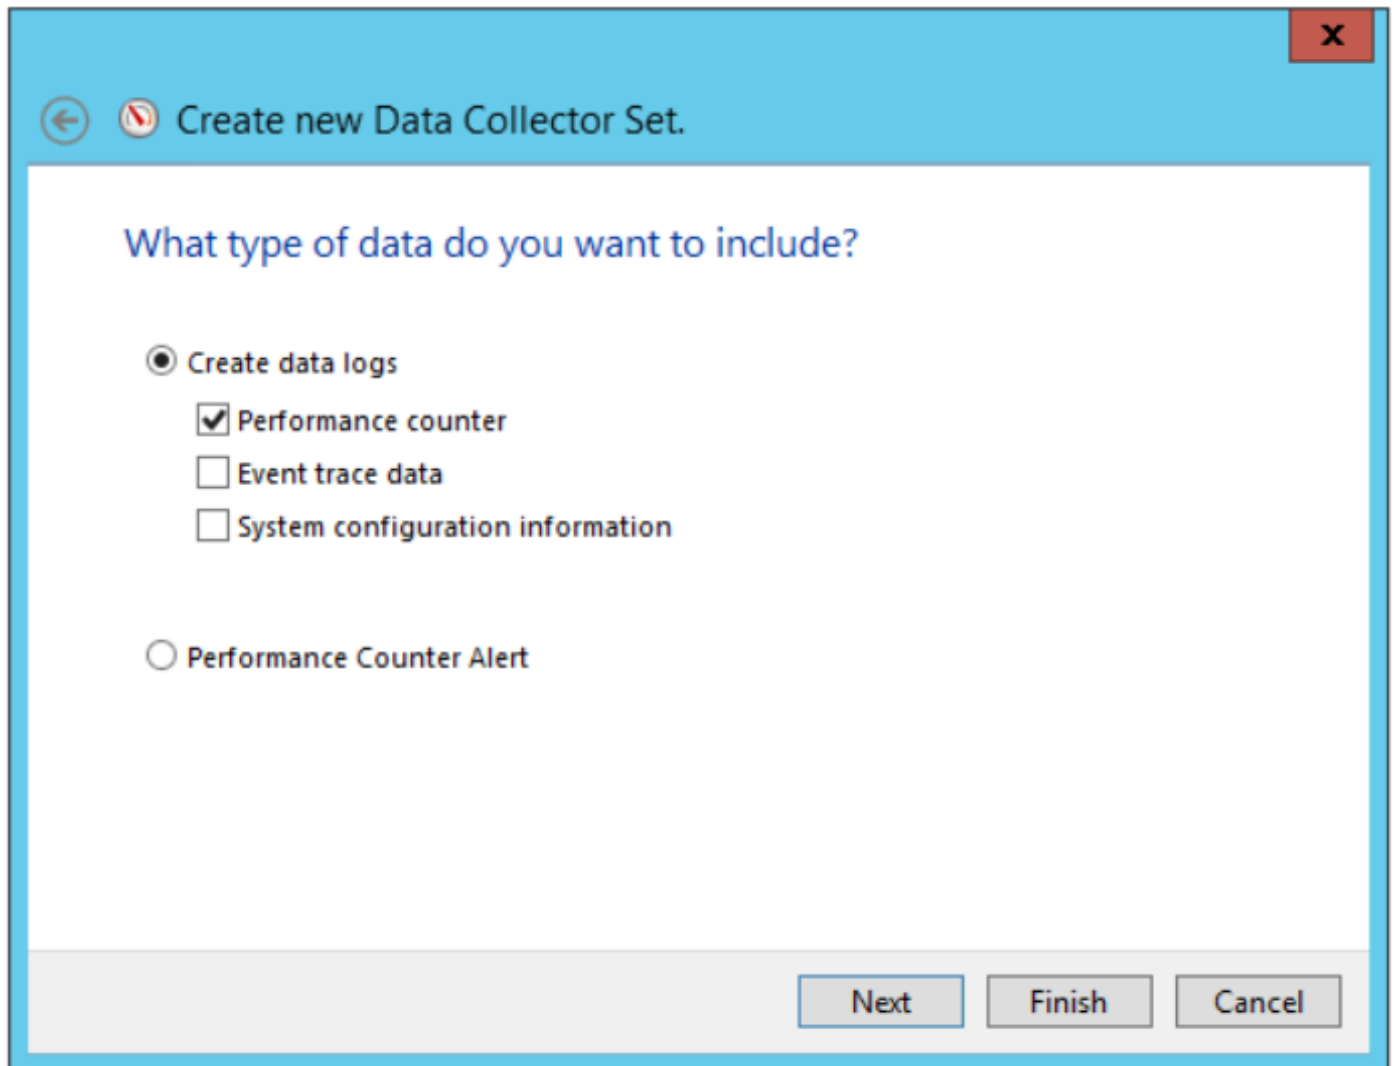 x
Create new Data Collector Set.
What type of data do you want to include?
Create data logs
Performance counter
Event trace data
System configuration information
Performance Counter Alert
Next Finish Cancel